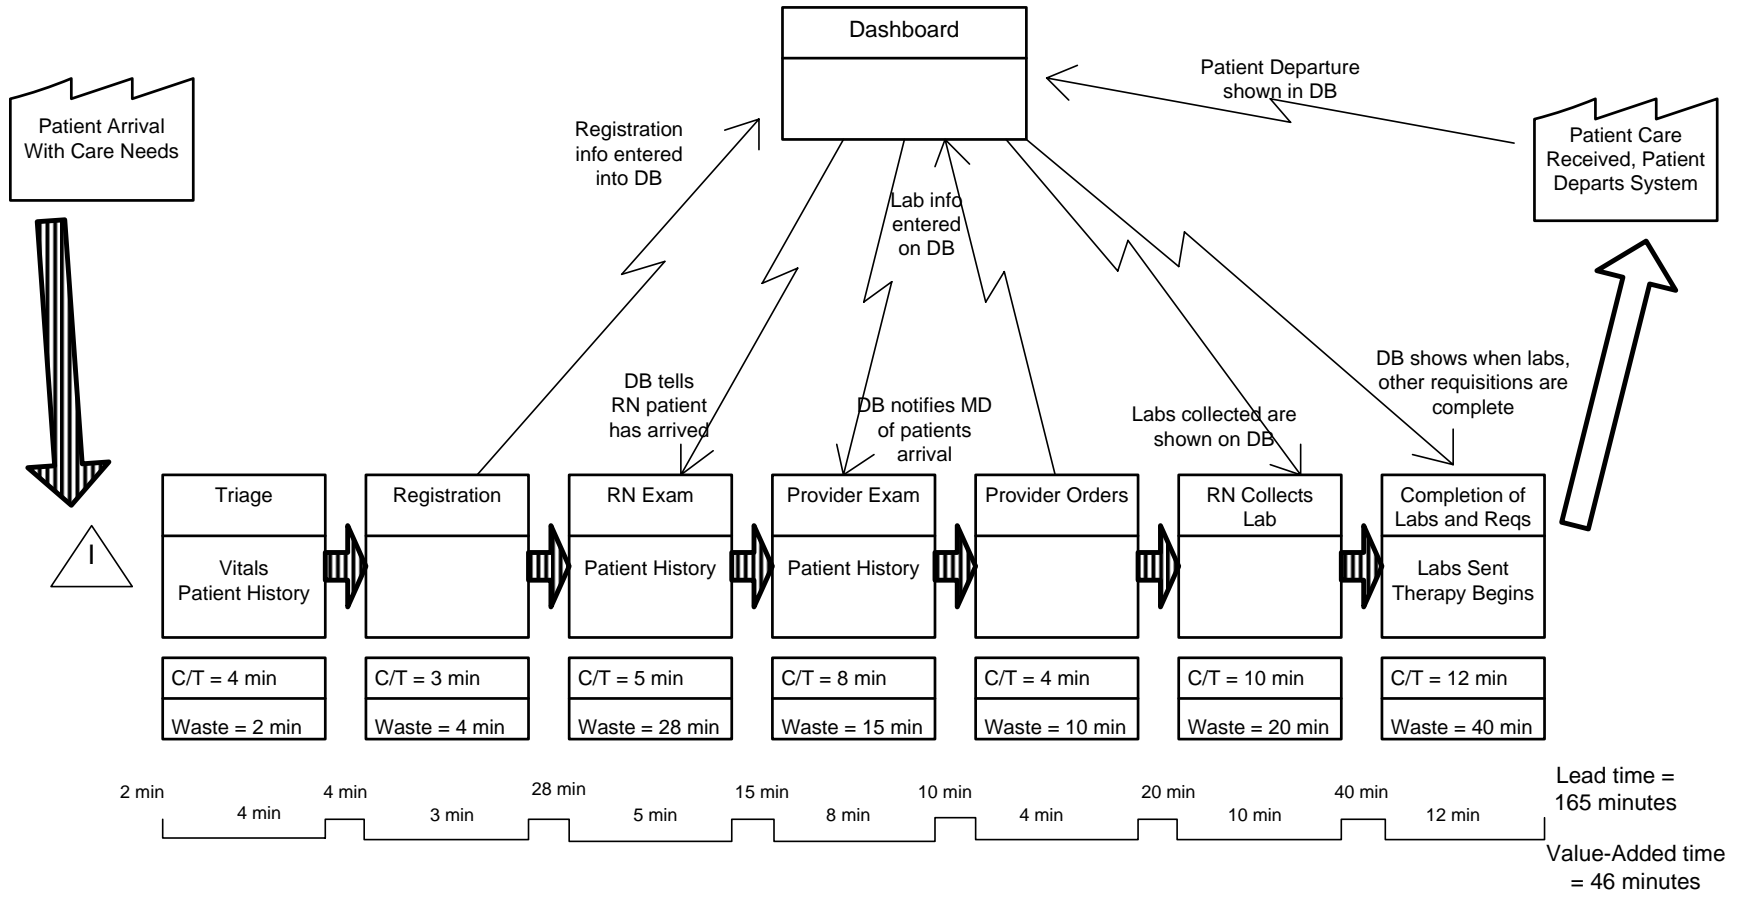 Dashboard
Patient Arrival
With Care Needs
Registration
info entered
into DB
Patient Departure
shown in DB
Patient Care
Received, Patient
Departs System
Lab info
entered
on DB
DB tells
RN patient
has arrived
DB notifies MD
of patients
arrival
Labs collected are
shown on DB
DB shows when labs,
other requisitions are
complete
I
Triage
Vitals
Patient History
Registration
RN Exam
Patient History
Provider Exam
Patient History
Provider Orders
RN Collects
Lab
Completion of
Labs and Reqs
Labs Sent
Therapy Begins
C/T = 4 min
Waste = 2 min
C/T = 3 min
Waste = 4 min
C/T = 5 min
Waste = 28 min
C/T = 8 min
Waste = 15 min
C/T = 4 min
Waste = 10 min
C/T = 10 min
Waste = 20 min
C/T = 12 min
Waste = 40 min
2 min
4 min
4 min
3 min
28 min
5 min
15 min
8 min
10 min
4 min
20 min
10 min
40 min
12 min
Lead time =
165 minutes
Value-Added time
= 46 minutes